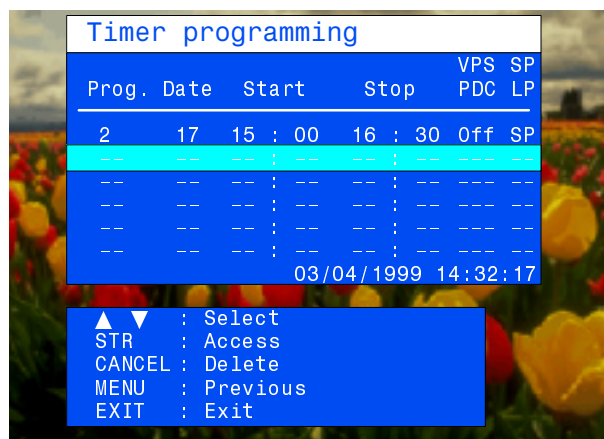 Timer programming
VPS SP
Prog. Date Start Stop PDC LP
2 17 15 : 00 16 : 30 Off SP
-- -- -- : -- -- : -- --- --
-- -- -- : -- -- : -- --- --
-- -- -- : -- -- : -- --- --
-- -- -- : -- -- : -- --- --
-- -- -- : -- -- : -- --- --
03/04/1999 14:32:17
▲ ▼ : Select
STR : Access
CANCEL : Delete
MENU : Previous
EXIT : Exit